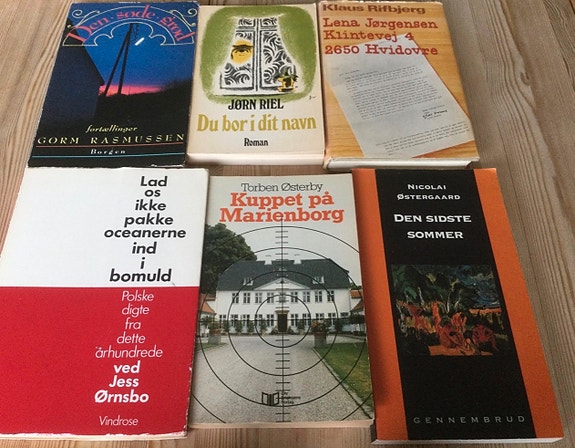 Den søde stød
fortællinger
GORM RASMUSSEN
Borgen
JØRN RIEL
Du bor i dit navn
Roman
Klaus Rifbjerg
Lena Jørgensen
Klintevej 4
2650 Hvidovre
Lad
os
ikke
pakke
oceanerne
ind
i
bomuld
Polske
digte
fra
dette
århundrede
ved
Jess
Ørnsbo
Vindrose
Torben Østerby
Kuppet på
Marienborg
NICOLAI
ØSTERGAARD
DEN SIDSTE
SOMMER
GENNEMBRUD